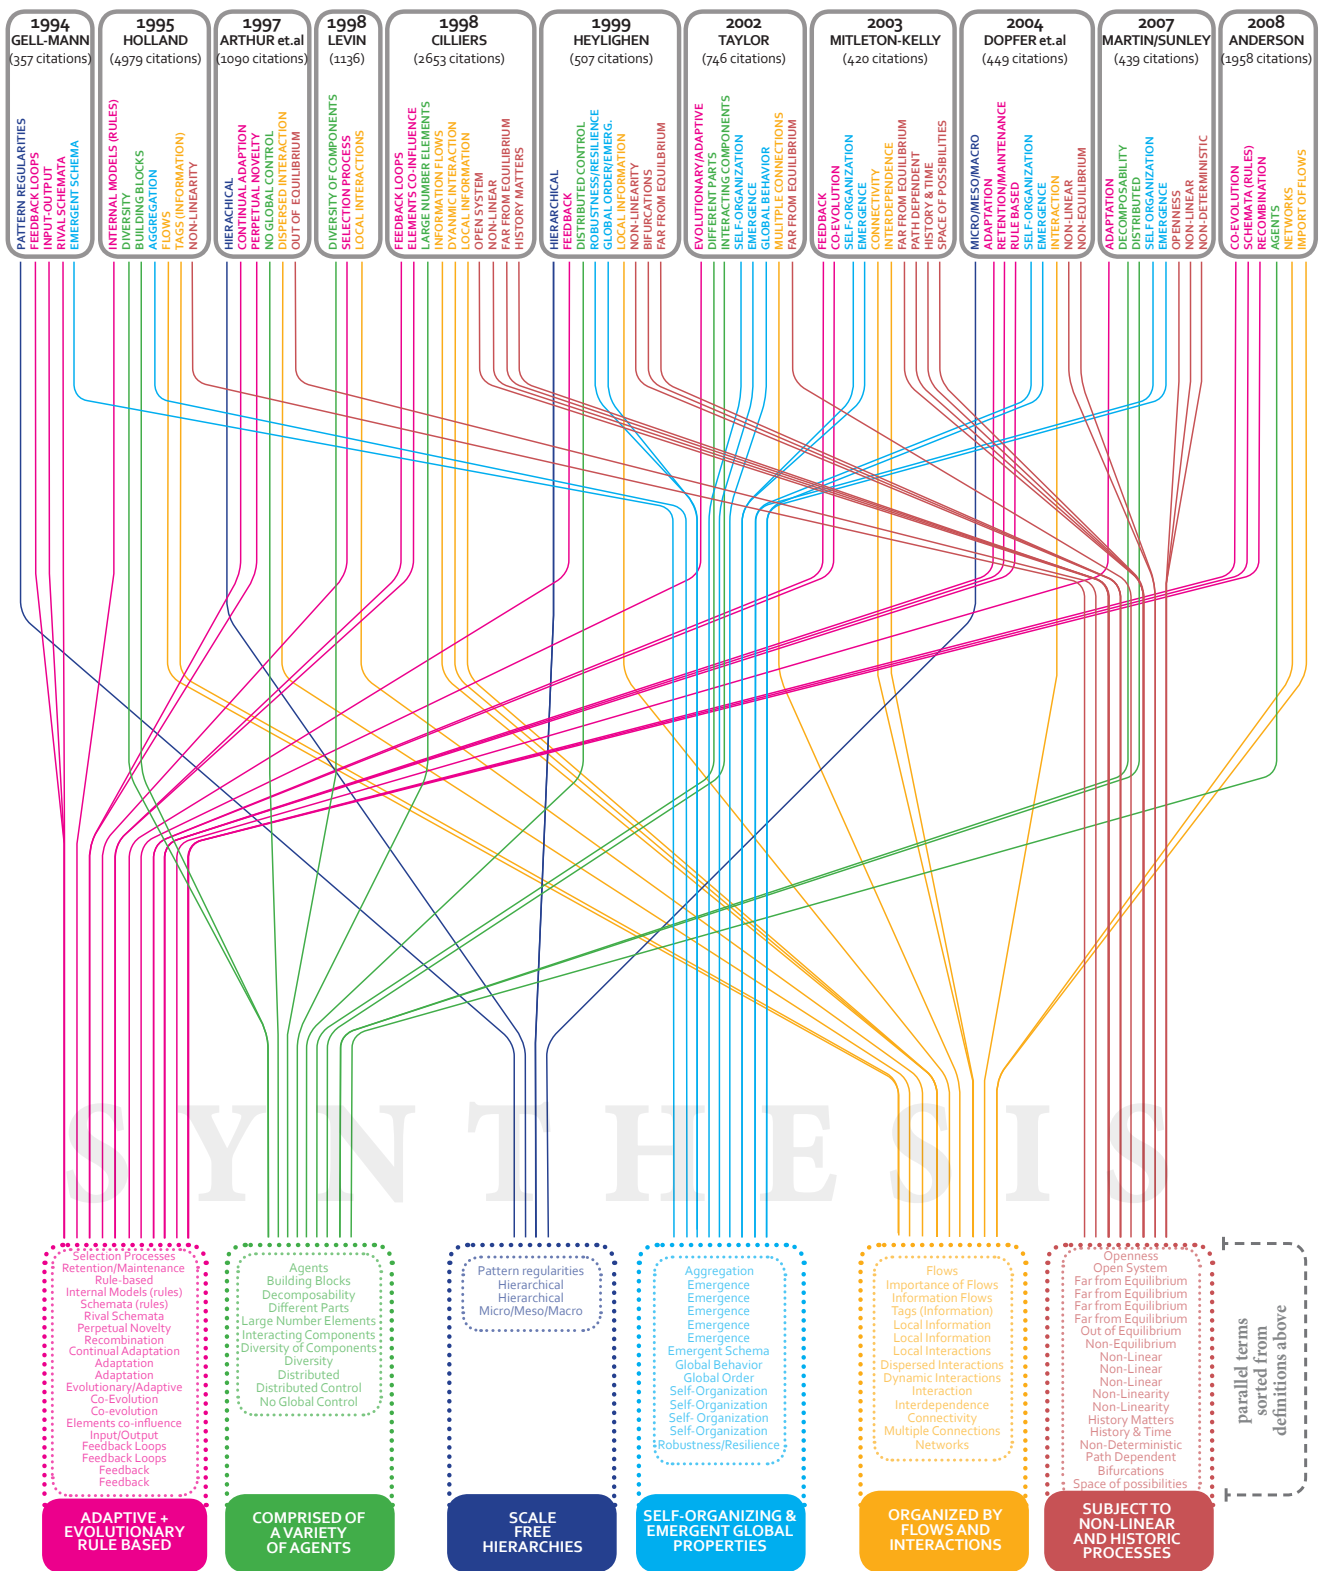 1994
GELL-MANN
(357 citations)
PATTERN REGULARITIES
FEEDBACK LOOPS
INPUT-OUTPUT
RIVAL SCHEMATA
EMERGENT SCHEMA
1995
HOLLAND
(4979 citations)
INTERNAL MODELS (RULES)
DIVERSITY
BUILDING BLOCKS
AGGREGATION
FLOWS
TAGS (INFORMATION)
NON-LINEARITY
1997
ARTHUR et.al
(1090 citations)
HIERACHICAL
CONTINUAL ADAPTION
PERPETUAL NOVELTY
NO GLOBAL CONTROL
DISPERSED INTERACTION
OUT OF EQUILIBRIUM
1998
LEVIN
(1136)
DIVERSITY OF COMPONENTS
SELECTION PROCESS
LOCAL INTERACTIONS
1998
CILLIERS
(2653 citations)
FEEDBACK LOOPS
ELEMENTS CO-INFLUENCE
LARGE NUMBER ELEMENTS
INFORMATION FLOWS
DYANMIC INTERACTION
LOCAL INFORMATION
OPEN SYSTEM
NON-LINEAR
FAR FROM EQUILIBRIUM
HISTORY MATTERS
1999
HEYLIGHEN
(507 citations)
HIERARCHICAL
FEEDBACK
DISTRIBUTED CONTROL
ROBUSTNESS/RESILIENCE
GLOBAL ORDER/EMERG.
LOCAL INFORMATION
NON-LINEARITY
BIFURCATIONS
FAR FROM EQUILBRIUM
2002
TAYLOR
(746 citations)
EVOLUTIONARY/ADAPTIVE
DIFFERENT PARTS
INTERACTING COMPONENTS
SELF-ORGANIZATION
EMERGENCE
GLOBAL BEHAVIOR
MULTIPLE CONNECTIONS
FAR FROM EQUILIBRIUM
2003
MITLETON-KELLY
(420 citations)
FEEDBACK
CO-EVOLUTION
SELF-ORGANIZATION
EMERGENCE
CONNECTIVITY
INTERDEPENDENCE
FAR FROM EQUILIBRIUM
PATH DEPENDENT
HISTORY & TIME
SPACE OF POSSIBILITIES
2004
DOPFER et.al
(449 citations)
MICRO/MESO/MACRO
ADAPTATION
RETENTION/MAINTENANCE
RULE BASED
SELF-ORGANIZATION
EMERGENCE
INTERACTION
NON-LINEAR
NON-EQUILIBRIUM
2007
MARTIN/SUNLEY
(439 citations)
ADAPTATION
DECOMPOSABILITY
DISTRIBUTED
SELF-ORGANIZATION
EMERGENCE
OPENNESS
NON-LINEAR
NON-DETERMINISTIC
2008
ANDERSON
(1958 citations)
CO-EVOLUTION
SCHEMATA (RULES)
RECOMBINATION
AGENTS
NETWORKS
IMPORT OF FLOWS
SYNTHESIS
Selection Processes
Retention/Maintenance
Rule-based
Internal Models (rules)
Schemata (rules)
Rival Schemata
Perpetual Novelty
Recombination
Continual Adaptation
Adaptation
Adaptation
Evolutionary/Adaptive
Co-Evolution
Co-evolution
Elements co-influence
Input/Output
Feedback Loops
Feedback Loops
Feedback
Feedback
ADAPTIVE +
EVOLUTIONARY
RULE BASED
Agents
Building Blocks
Decomposability
Different Parts
Large Number Elements
Interacting Components
Diversity of Components
Diversity
Distributed
Distributed Control
No Global Control
COMPRISED OF
A VARIETY
OF AGENTS
Pattern regularities
Hierarchical
Hierarchical
Micro/Meso/Macro
SCALE
FREE
HIERARCHIES
Aggregation
Emergence
Emergence
Emergence
Emergence
Emergence
Emergent Schema
Global Behavior
Global Order
Self-Organization
Self-Organization
Self- Organization
Self-Organization
Robustness/Resilience
SELF-ORGANIZING &
EMERGENT GLOBAL
PROPERTIES
Flows
Importance of Flows
Information Flows
Tags (Information)
Local Information
Local Information
Local Interactions
Dispersed Interactions
Dynamic Interactions
Interaction
Interdependence
Connectivity
Multiple Connections
Networks
ORGANIZED BY
FLOWS AND
INTERACTIONS
Openness
Open System
Far from Equilibrium
Far from Equilibrium
Far from Equilibrium
Far from Equilibrium
Out of Equilibrium
Non-Equilibrium
Non-Linear
Non-Linear
Non-Linear
Non-Linearity
Non-Linearity
History Matters
History & Time
Non-Deterministic
Path Dependent
Bifurcations
Space of possibilities
SUBJECT TO
NON-LINEAR
AND HISTORIC
PROCESSES
parallel terms
sorted from
definitions above